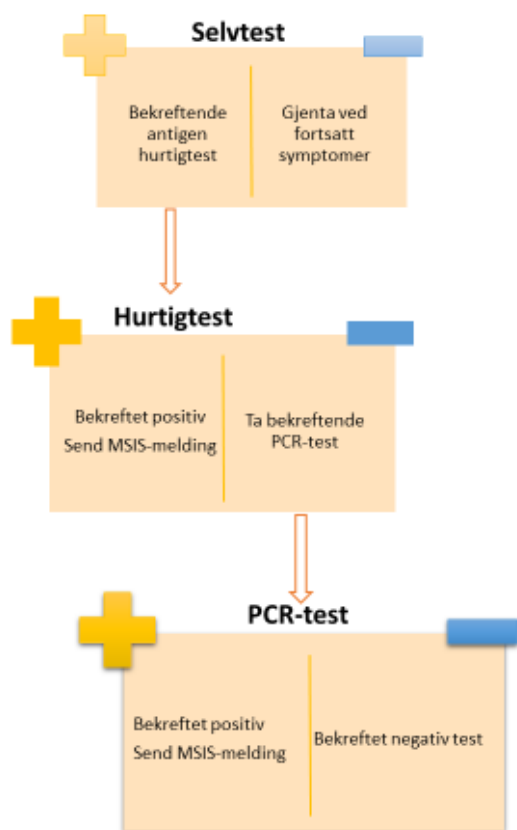 Selvtest
Bekreftende
antigen
hurtigtest
Gjenta ved
fortsatt
symptomer
Hurtigtest
Bekreftet positiv
Send MSIS-melding
Ta bekreftende
PCR-test
PCR-test
Bekreftet positiv
Send MSIS-melding
Bekreftet negativ test